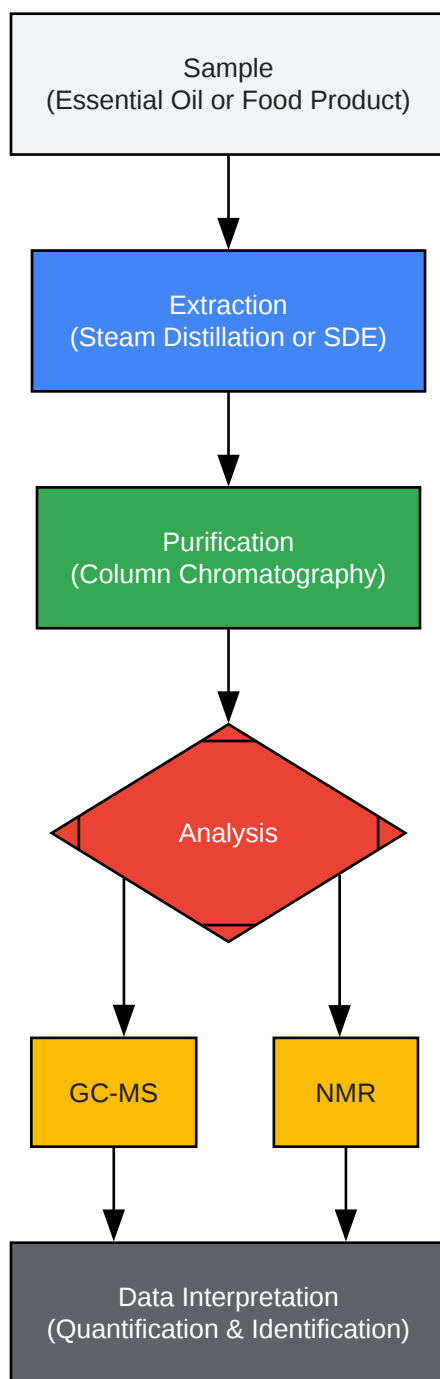 Sample
(Essential Oil or Food Product)
Extraction
(Steam Distillation or SDE)
Purification
(Column Chromatography)
Analysis
GC-MS
NMR
Data Interpretation
(Quantification & Identification)